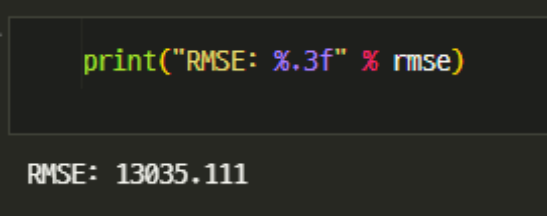 print("RMSE: %.3f" % rmse)
RMSE: 13035.111